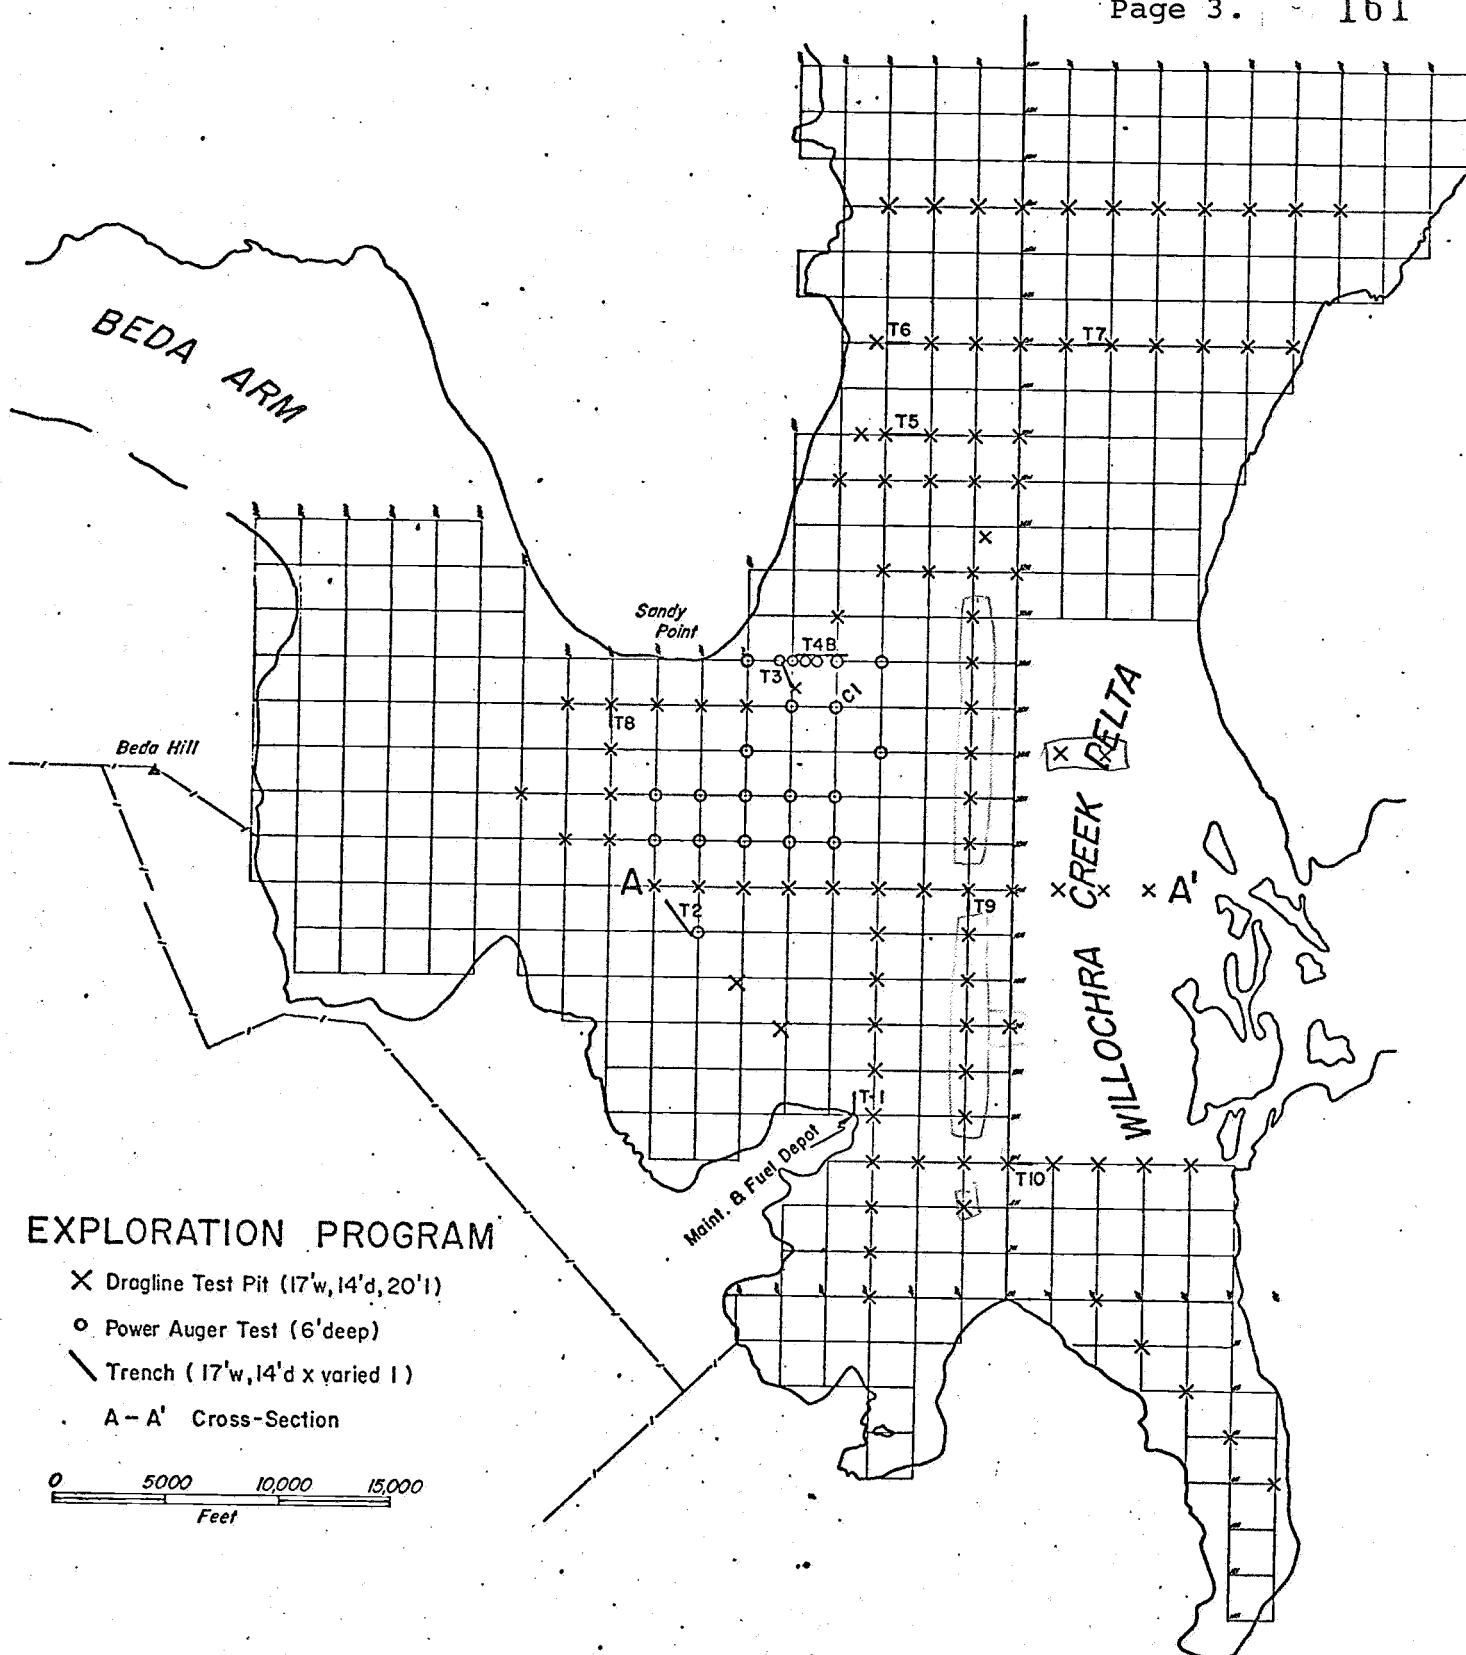 Page 3. 161
BEDA ARM
T6
T7
T5
Sandy
Point
T4B
T3
C1
T8
Beda Hill
WILLOCHRA CREEK DELTA
A
A'
T2
T9
T-1
Maint. & Fuel Depot
T10
EXPLORATION PROGRAM
X Dragline Test Pit (17'w, 14'd, 20'l)
Power Auger Test (6'deep)
Trench (17'w, 14'd x varied l)
A - A' Cross-Section
0 5000 10,000 15,000
Feet